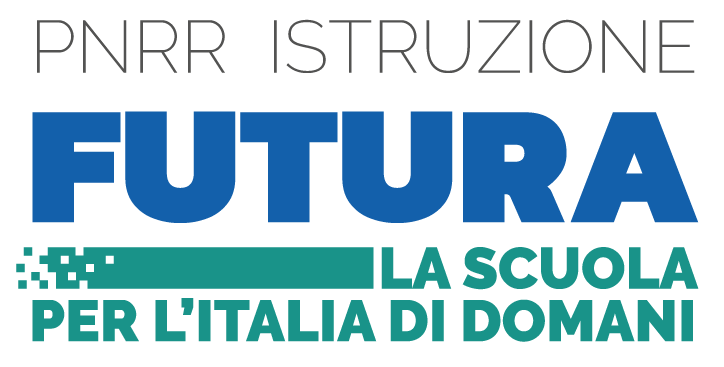 PNRR ISTRUZIONE
FUTURA
LA SCUOLA
PER L’ITALIA DI DOMANI